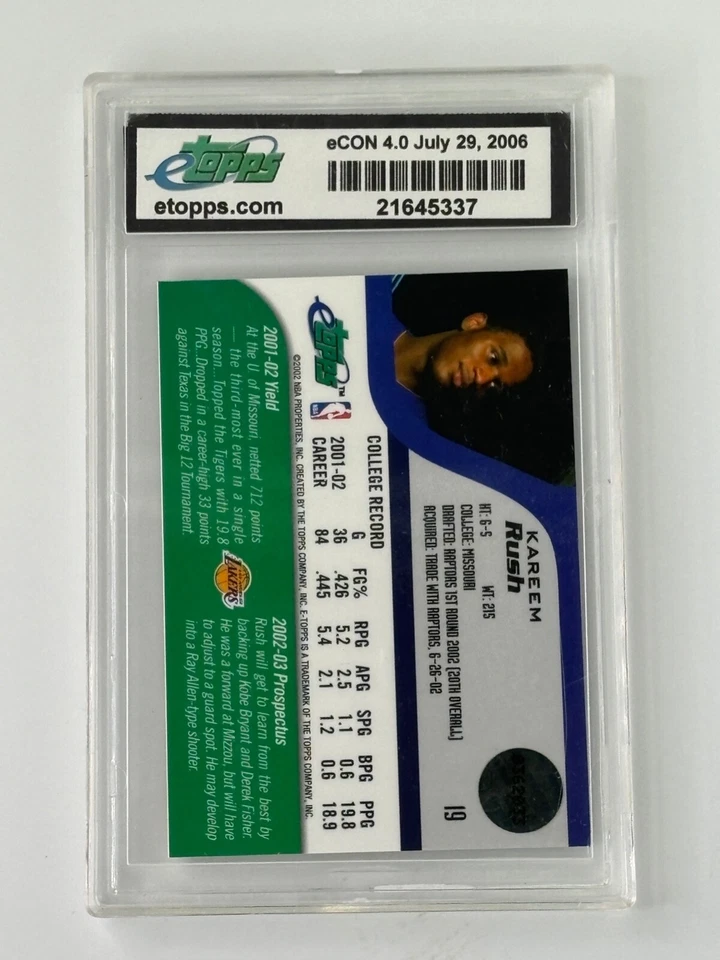 eTOPPS
etopps.com
eCON 4.0 July 29, 2006
21645337
KAREEM
Rush
HT: 6-5 WT: 215
COLLEGE: MISSOURI
DRAFTED: RAPTORS 1ST ROUND 2002 (20TH OVERALL)
ACQUIRED: TRADE WITH RAPTORS, 6-26-02
19
eTOPPS™
NBA
COLLEGE RECORD
G FG% RPG APG SPG BPG PPG
2001-02 36 .426 5.2 2.5 1.1 0.6 19.8
CAREER 84 .445 5.4 2.1 1.2 0.6 18.9
©2002 NBA PROPERTIES, INC. CREATED BY THE TOPPS COMPANY, INC. E-TOPPS IS A TRADEMARK OF THE TOPPS COMPANY, INC.
2001-02 Yield
At the U. of Missouri, netted 712 points
— the third-most ever in a single
season...Topped the Tigers with 19.8
PPG...Dropped in a career-high 33 points
against Texas in the Big 12 Tournament.
LAKERS
2002-03 Prospectus
Rush will get to learn from the best by
backing up Kobe Bryant and Derek Fisher.
He was a forward at Mizzou, but will have
to adjust to a guard spot. He may develop
into a Ray Allen-type shooter.